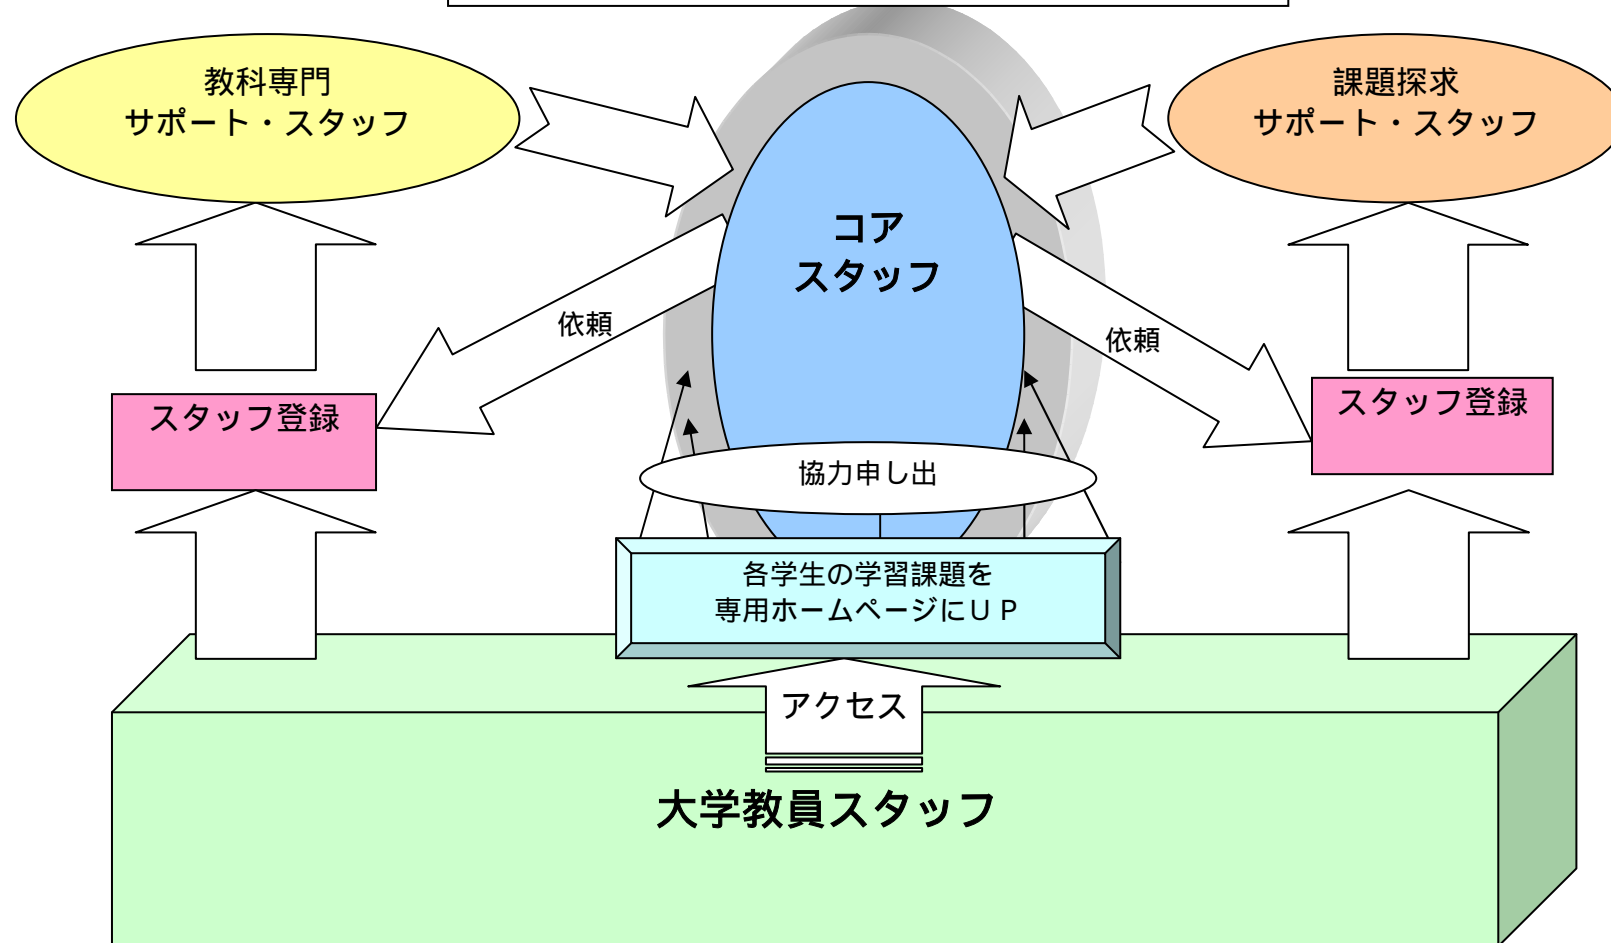 教科専門
サポート・スタッフ
課題探求
サポート・スタッフ
コア
スタッフ
依頼
依頼
スタッフ登録
スタッフ登録
協力申し出
各学生の学習課題を
専用ホームページにＵＰ
アクセス
大学教員スタッフ